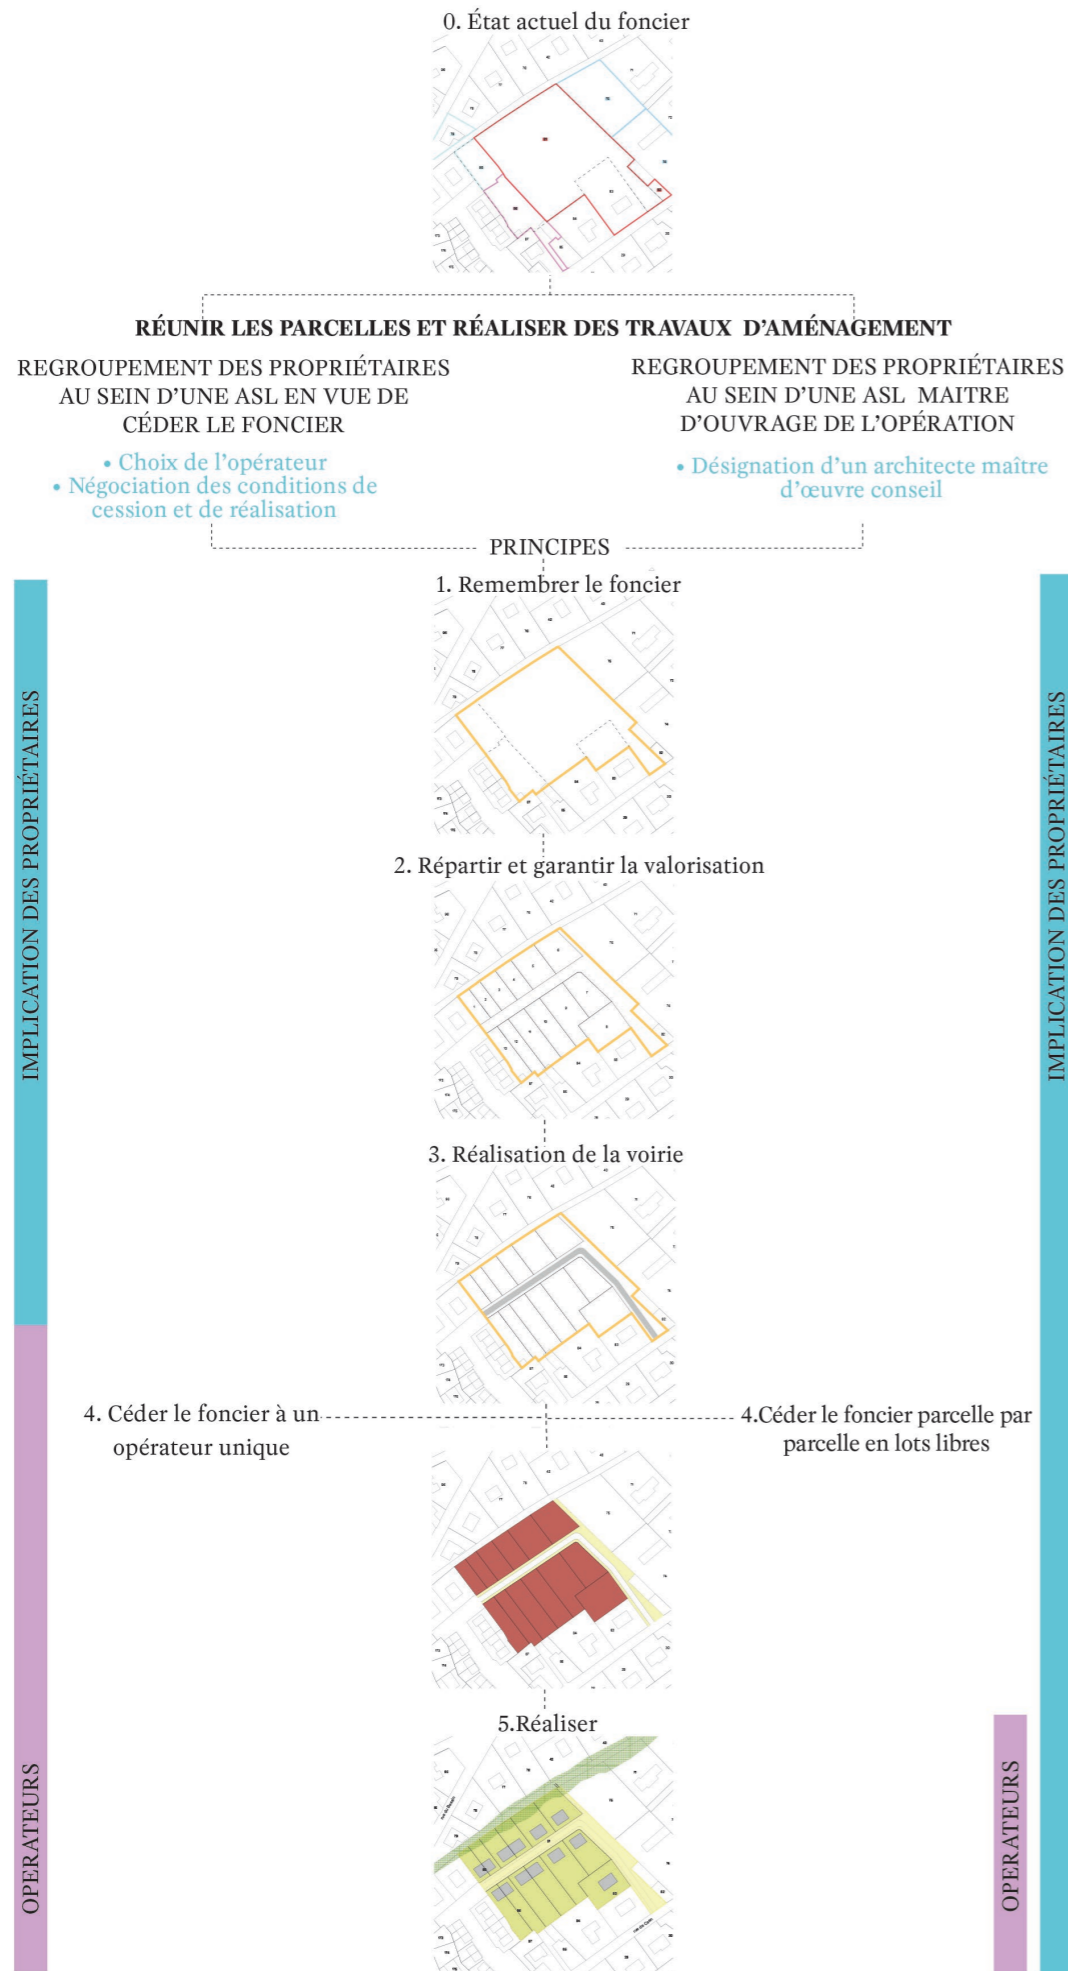 0. État actuel du foncier
RÉUNIR LES PARCELLES ET RÉALISER DES TRAVAUX D’AMÉNAGEMENT
REGROUPEMENT DES PROPRIÉTAIRES
AU SEIN D’UNE ASL EN VUE DE
CÉDER LE FONCIER
• Choix de l’opérateur
• Négociation des conditions de
cession et de réalisation
REGROUPEMENT DES PROPRIÉTAIRES
AU SEIN D’UNE ASL MAITRE
D’OUVRAGE DE L’OPÉRATION
• Désignation d’un architecte maître
d’œuvre conseil
PRINCIPES
1. Remembrer le foncier
IMPLICATION DES PROPRIÉTAIRES
IMPLICATION DES PROPRIÉTAIRES
2. Répartir et garantir la valorisation
3. Réalisation de la voirie
4. Céder le foncier à un
opérateur unique
4.Céder le foncier parcelle par
parcelle en lots libres
5.Réaliser
OPERATEURS
OPERATEURS